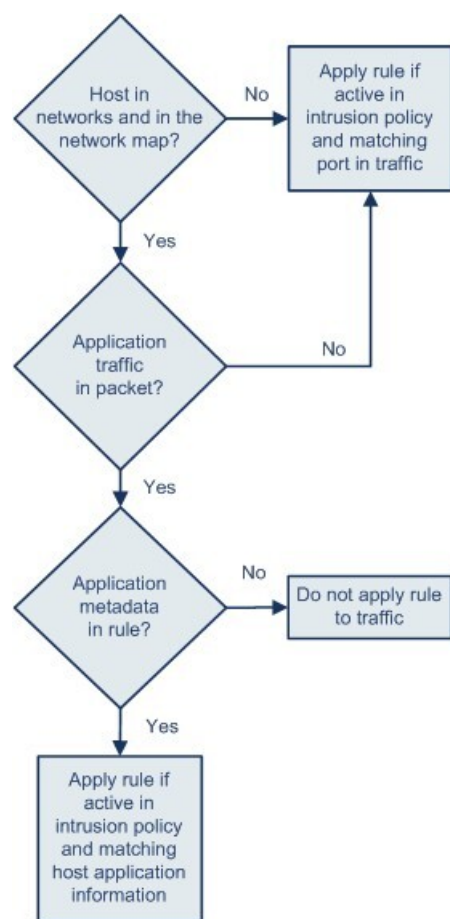 Host in
networks and in the
network map?
No
Apply rule if
active in
intrusion policy
and matching
port in traffic
Yes
Application
traffic
in packet?
No
Yes
Application
metadata
in rule?
No
Do not apply rule
to traffic
Yes
Apply rule if
active in
intrusion policy
and matching
host application
information